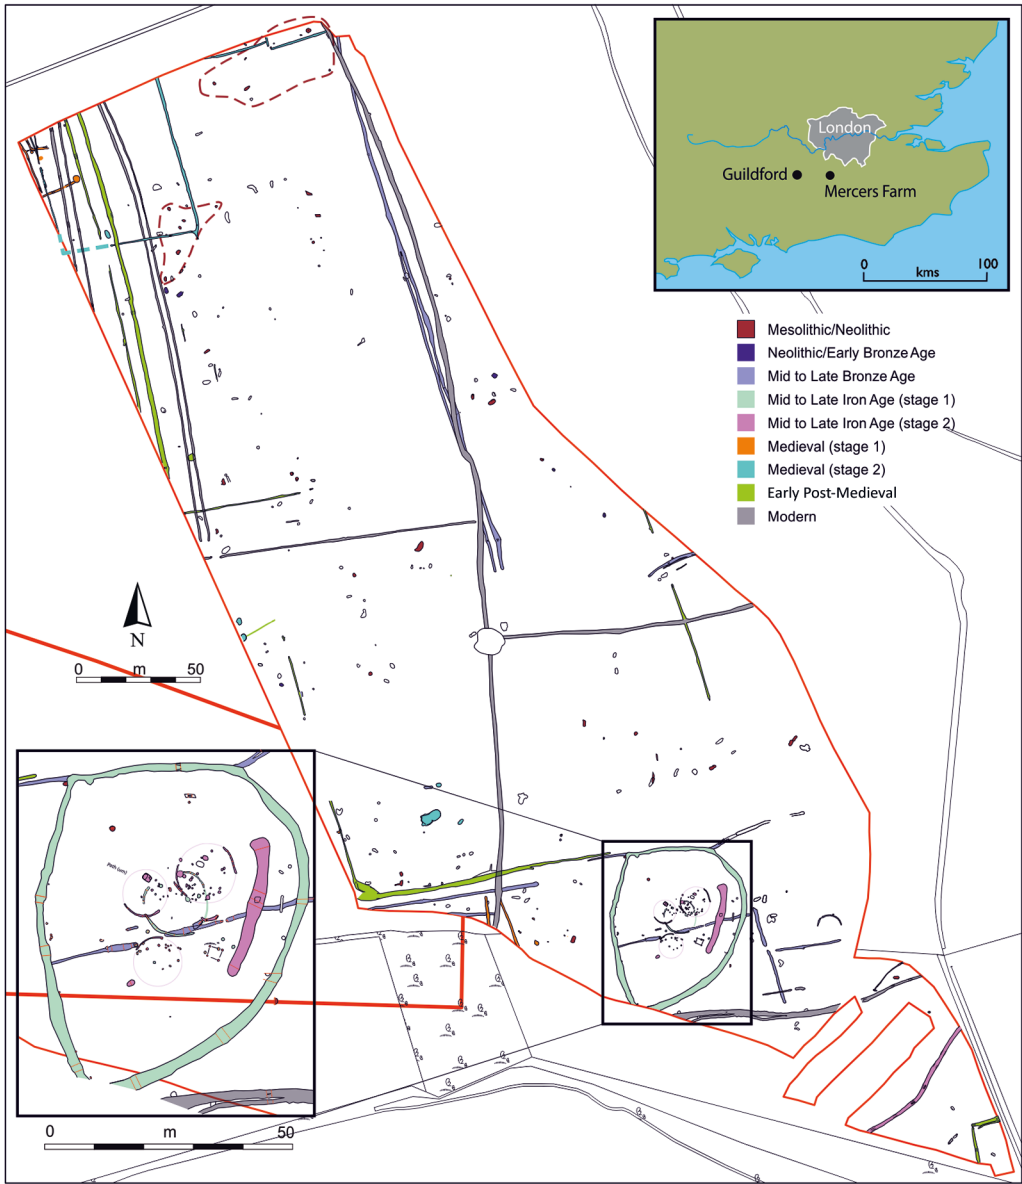 London
Guildford
Mercers Farm
0 100
kms
Mesolithic/Neolithic
Neolithic/Early Bronze Age
Mid to Late Bronze Age
Mid to Late Iron Age (stage 1)
Mid to Late Iron Age (stage 2)
Medieval (stage 1)
Medieval (stage 2)
Early Post-Medieval
Modern
N
0 m 50
0 m 50